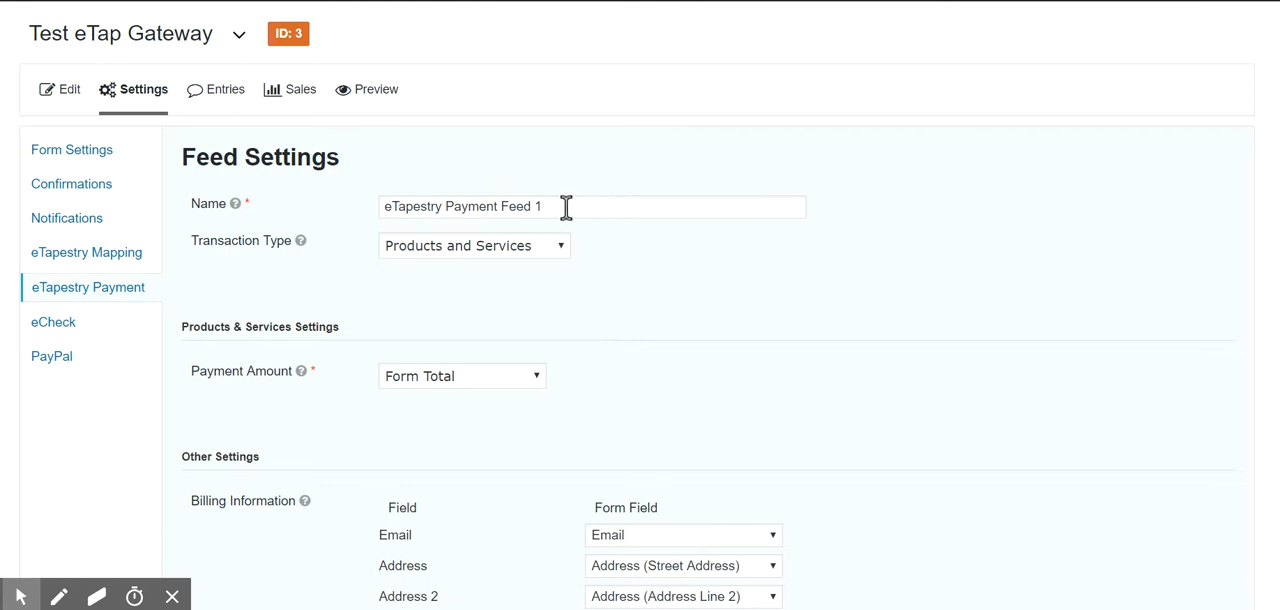 Test eTap Gateway ID: 3
Edit Settings Entries Sales Preview
Form Settings
Confirmations
Notifications
eTapestry Mapping
eTapestry Payment
eCheck
PayPal
Feed Settings
Name ? * eTapestry Payment Feed 1
Transaction Type ? Products and Services
Products & Services Settings
Payment Amount ? * Form Total
Other Settings
Billing Information ? Field Form Field
Email Email
Address Address (Street Address)
Address 2 Address (Address Line 2)